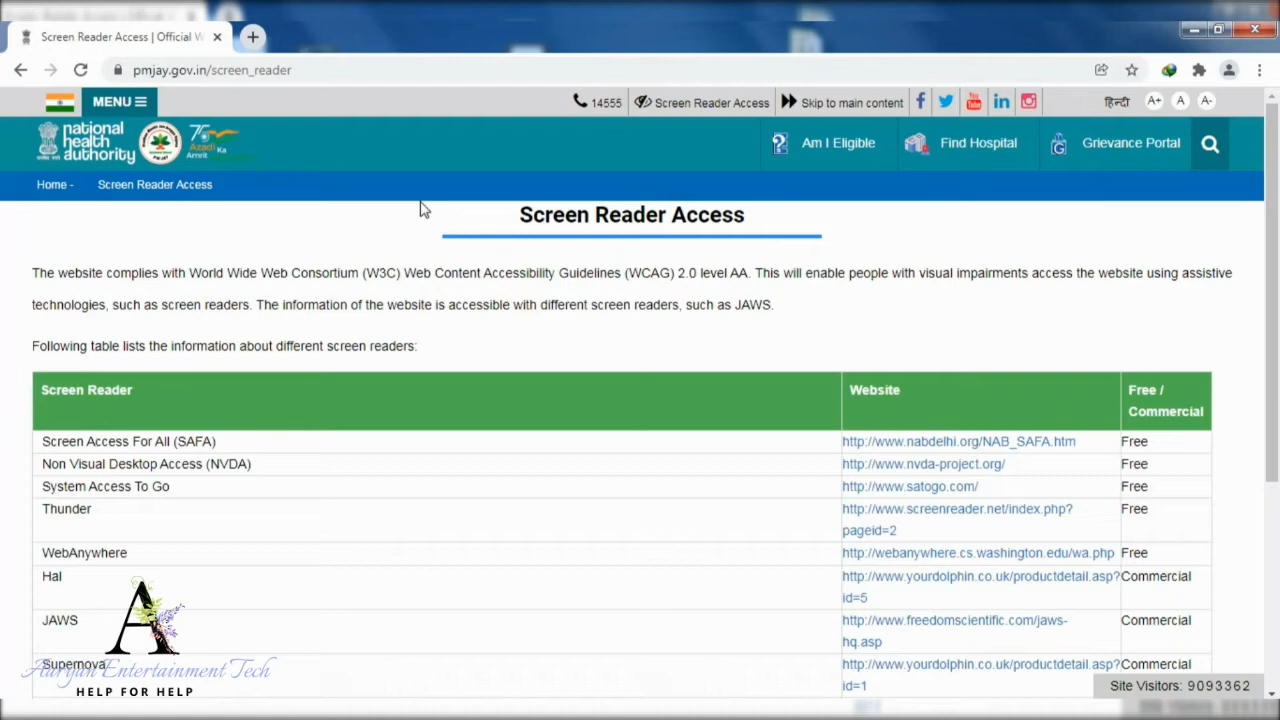 Screen Reader Access | Official W
pmjay.gov.in/screen_reader
MENU
14555
Screen Reader Access
Skip to main content
हिन्दी
A+
A
A-
national
health
authority
75
Azadi Ka
Amrit
Am I Eligible
Find Hospital
Grievance Portal
Home -
Screen Reader Access
Screen Reader Access
The website complies with World Wide Web Consortium (W3C) Web Content Accessibility Guidelines (WCAG) 2.0 level AA. This will enable people with visual impairments access the website using assistive
technologies, such as screen readers. The information of the website is accessible with different screen readers, such as JAWS.
Following table lists the information about different screen readers:
Screen Reader
Website
Free /
Commercial
Screen Access For All (SAFA)
http://www.nabdelhi.org/NAB_SAFA.htm
Free
Non Visual Desktop Access (NVDA)
http://www.nvda-project.org/
Free
System Access To Go
http://www.satogo.com/
Free
Thunder
http://www.screenreader.net/index.php?
pageid=2
Free
WebAnywhere
http://webanywhere.cs.washington.edu/wa.php
Free
Hal
http://www.yourdolphin.co.uk/productdetail.asp?
id=5
Commercial
JAWS
http://www.freedomscientific.com/jaws-
hq.asp
Commercial
Supernova
http://www.yourdolphin.co.uk/productdetail.asp?
id=1
Commercial
A
Aaryan Entertainment Tech
HELP FOR HELP
Site Visitors: 9093362